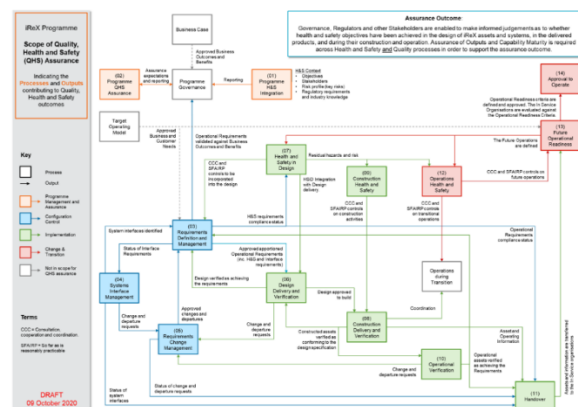 iReX Programme
Scope of Quality,
Health and Safety
(QHS) Assurance
Indicating the
Processes and Outputs
contributing to Quality,
Health and Safety
outcomes
Key
Process
Output
Programme
Management and
Assurance
Configuration
Control
Implementation
Change &
Transition
Not in scope for
QHS assurance
Terms
CCC = Consultation,
cooperation and coordination.
SFAIRP = So far as is
reasonably practicable
DRAFT
09 October 2020
Assurance Outcome
Governance, Regulators and other Stakeholders are enabled to make informed judgements as to whether
health and safety objectives have been achieved in the design of iReX assets and systems, in the delivered
products, and during their construction and operation. Assurance of Outputs and Capability Maturity is required
across Health and Safety and Quality processes in order to support the assurance outcome.
Business Case
Approved Business
Outcomes and
Benefits
(02)
Programme
QHS
Assurance
Assurance
expectations
and reporting
Programme
Governance
Reporting
(01)
Programme
H&S
Integration
H&S Context
• Objectives
• Stakeholders
• Risk profile (key risks)
• Regulatory requirements
and industry knowledge
(14)
Approval to
Operate
Operational Readiness criteria are
defined and approved. The In Service
Organisations are evaluated against
the Operational Readiness Criteria.
Target
Operating
Model
(13)
Future
Operational
Readiness
Approved
Business and
Customer
Needs
Operational Requirements
validated against Business
Outcomes and Benefits
(07)
Health and
Safety in
Design
Residual hazards and risk
The Future Operations
are defined
CCC and
SFAIRP
controls to be
incorporated
into the design
H&S integration
with Design
delivery
Construction
Health and
Safety
(12)
Operations
Health and
Safety
CCC and SFAIRP controls on
future operations
H&S requirements
compliance status
CCC and
SFAIRP controls
on construction
activities
CCC and
SFAIRP controls
on transitional
operations
System interfaces identified
(03)
Requirements
Definition and
Management
Operational
Requirements
compliance status
Status of Interface
Requirements
Approved/apportioned
Operational Requirements
(inc. H&S and interface
requirements)
(04)
Systems
Interface
Management
Design verified as achieving
the requirements
Design
Delivery and
Verification
Design approved
to build
Operations
during
Transition
Coordination
Approved
changes and
departures
Change and
departure requests
(05)
Requirements
Change
Management
Change and
departure requests
Construction
Delivery and
Verification
Constructed assets
verified as
conforming to the
design specification
Asset and
Operating
Information
(10)
Operational
Verification
Change and
departure requests
Operational
assets verified
as achieving the
Requirements
Status of change and
departure requests
Status of
system interfaces
(11)
Handover
Assets and information are transferred
to the In Service organisations